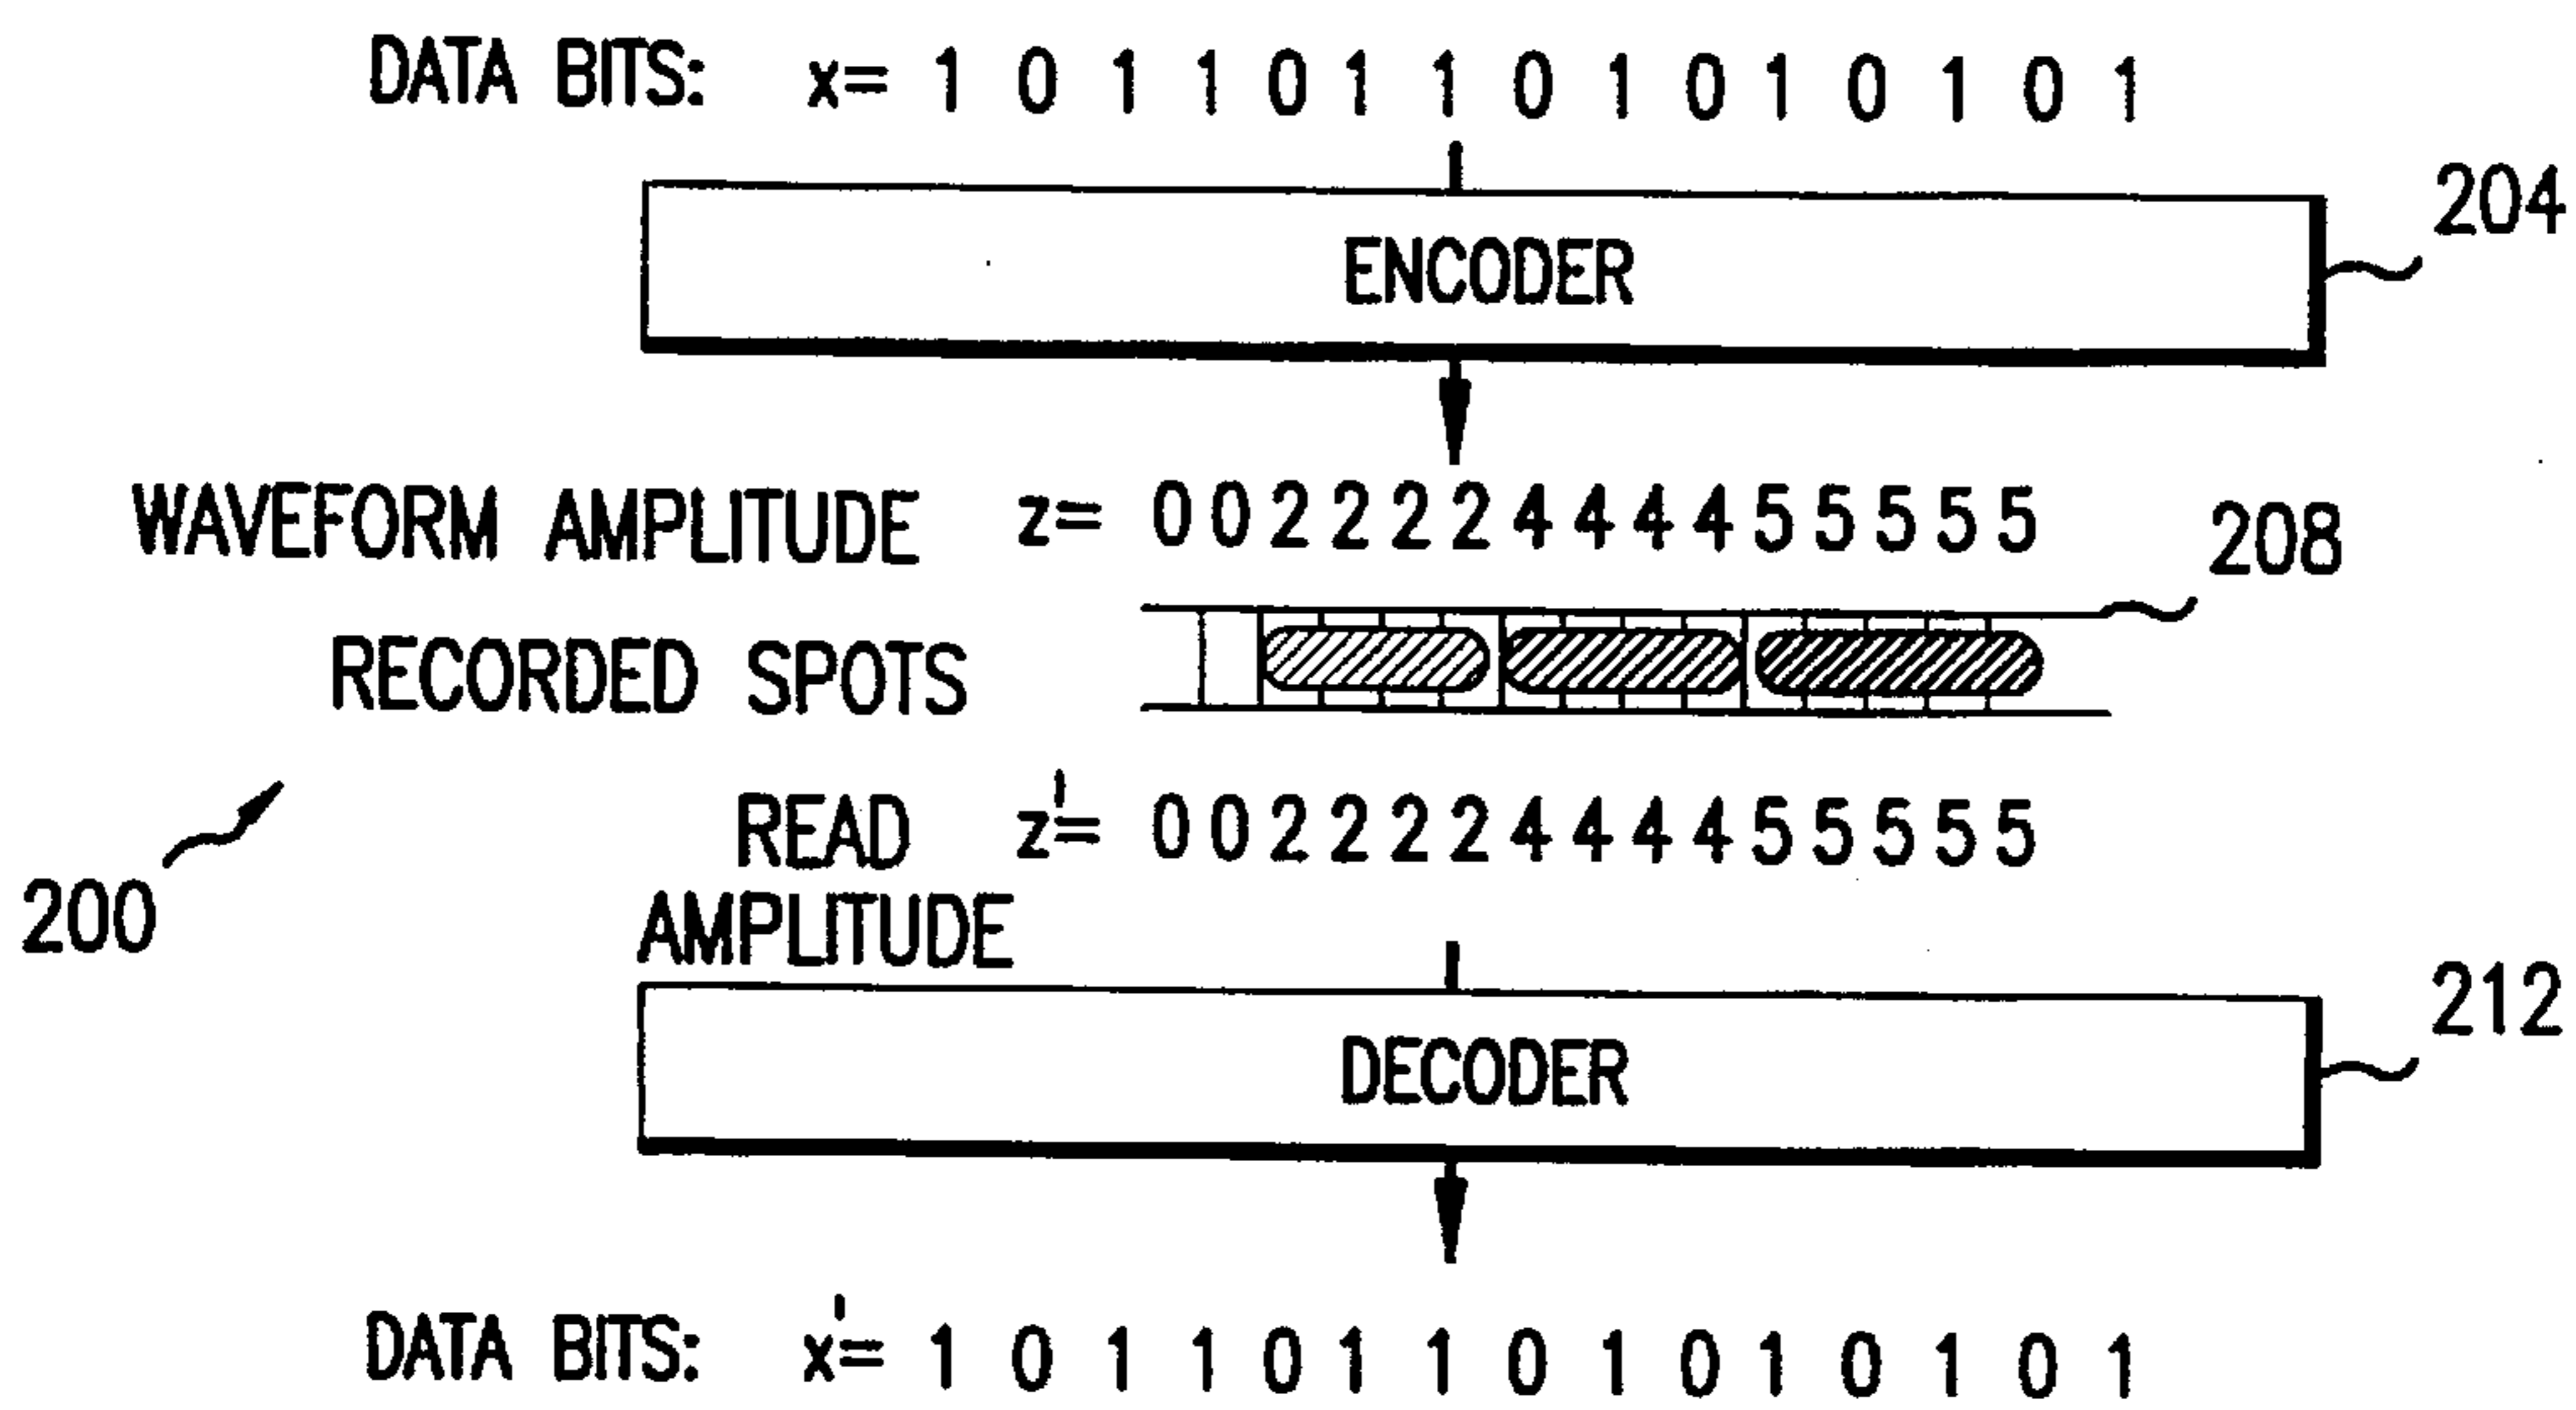 DATA BITS: x= 1 0 1 1 0 1 1 0 1 0 1 0 1 0 1
204
ENCODER
WAVEFORM AMPLITUDE z= 0 0 2 2 2 2 4 4 4 4 5 5 5 5 5
208
RECORDED SPOTS
READ z'= 0 0 2 2 2 2 4 4 4 4 5 5 5 5 5
AMPLITUDE
200
212
DECODER
DATA BITS: x'= 1 0 1 1 0 1 1 0 1 0 1 0 1 0 1